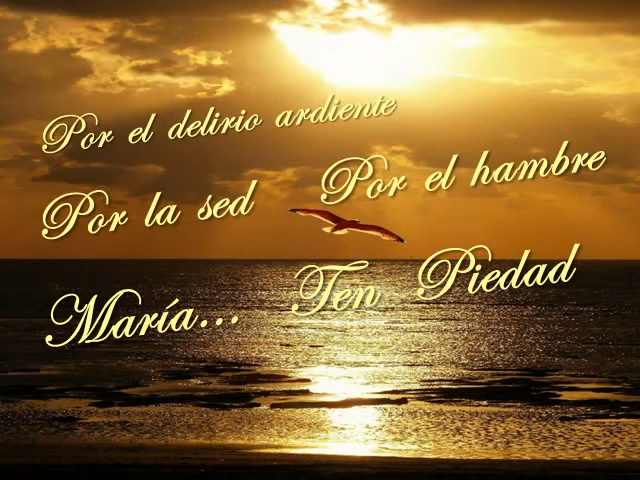 Por el delirio ardiente
Por la sed
Por el hambre
María... Ten Piedad